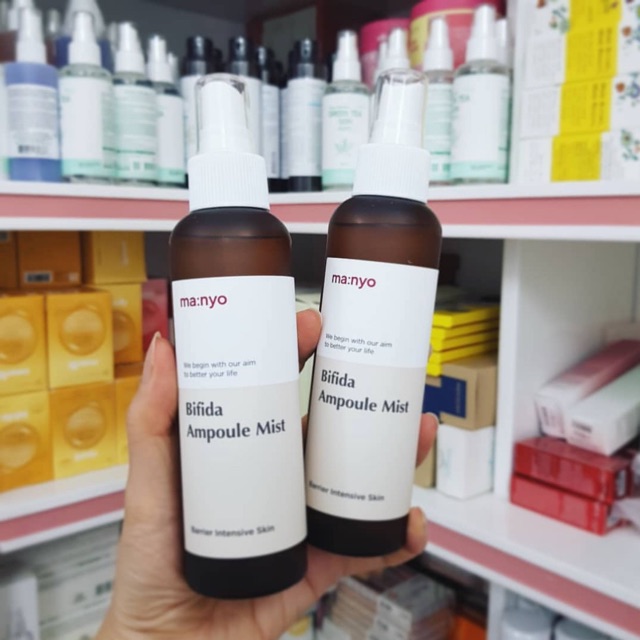 ma:nyo
We begin with our aim
to better your life
Bifida
Ampoule Mist
Barrier Intensive Skin
ma:nyo
We begin with our aim
to better your life
Bifida
Ampoule Mist
Barrier Intensive Skin